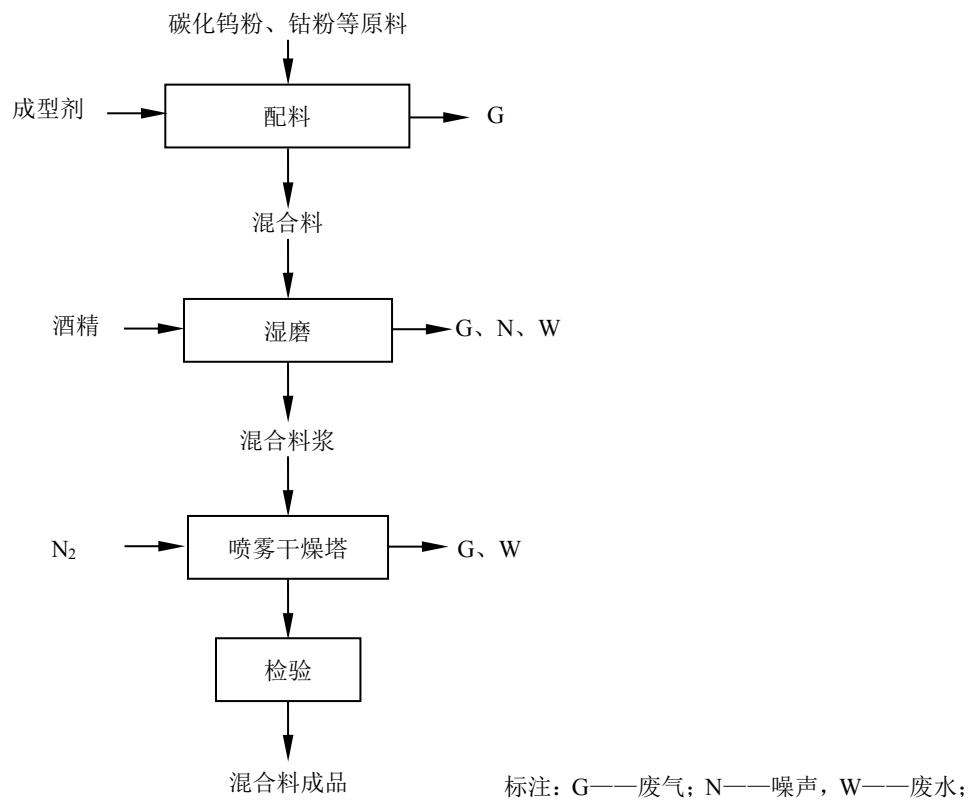 碳化钨粉、钴粉等原料
成型剂
配料
G
混合料
酒精
湿磨
G、N、W
混合料浆
N₂
喷雾干燥塔
G、W
检验
混合料成品
标注：G——废气；N——噪声，W——废水；